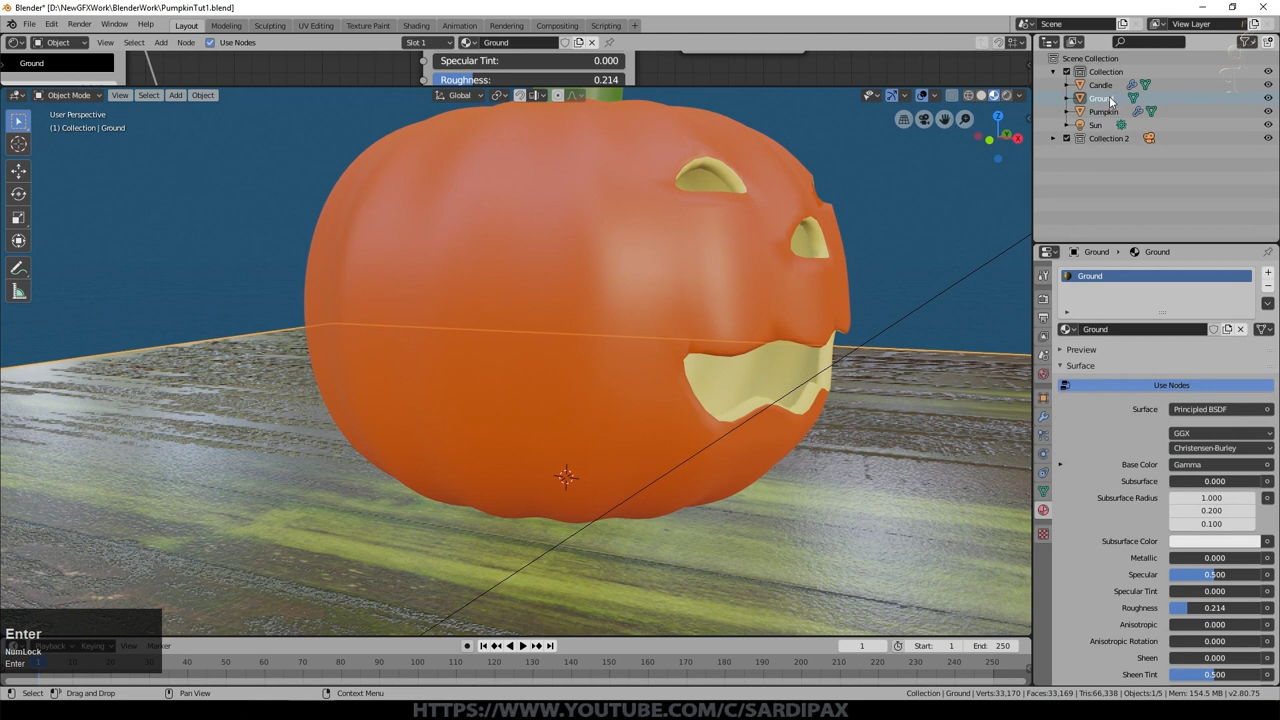 Blender* [D:\NewGFXWork\BlenderWork\PumpkinTut1.blend]
File Edit Render Window Help Layout Modeling Sculpting UV Editing Texture Paint Shading Animation Rendering Compositing Scripting + Scene View Layer
Object View Select Add Node Use Nodes Slot 1 Ground
Ground
Specular Tint: 0.000
Roughness: 0.214
Object Mode View Select Add Object Global
User Perspective
(1) Collection | Ground
Z
Y
X
Scene Collection
Collection
Candle
Ground
Pumpkin
Sun
Collection 2
Ground Ground
Ground
Ground
Preview
Surface
Use Nodes
Surface Principled BSDF
GGX
Christensen-Burley
Base Color Gamma
Subsurface 0.000
Subsurface Radius 1.000
0.200
0.100
Subsurface Color
Metallic 0.000
Specular 0.500
Specular Tint 0.000
Roughness 0.214
Anisotropic 0.000
Anisotropic Rotation 0.000
Sheen 0.000
Sheen Tint 0.500
Enter
NumLock
Enter
Playback Keying View Marker 1 Start: 1 End: 250
1 10 20 30 40 50 60 70 80 90 100 110 120 130 140 150 160 170 180 190 200 210 220 230 240 250
Select Drag and Drop Pan View Context Menu Collection | Ground | Verts:33,170 | Faces:33,169 | Tris:66,338 | Objects:1/5 | Mem: 154.5 MB | v2.80.75
HTTPS://WWW.YOUTUBE.COM/C/SARDIPAX